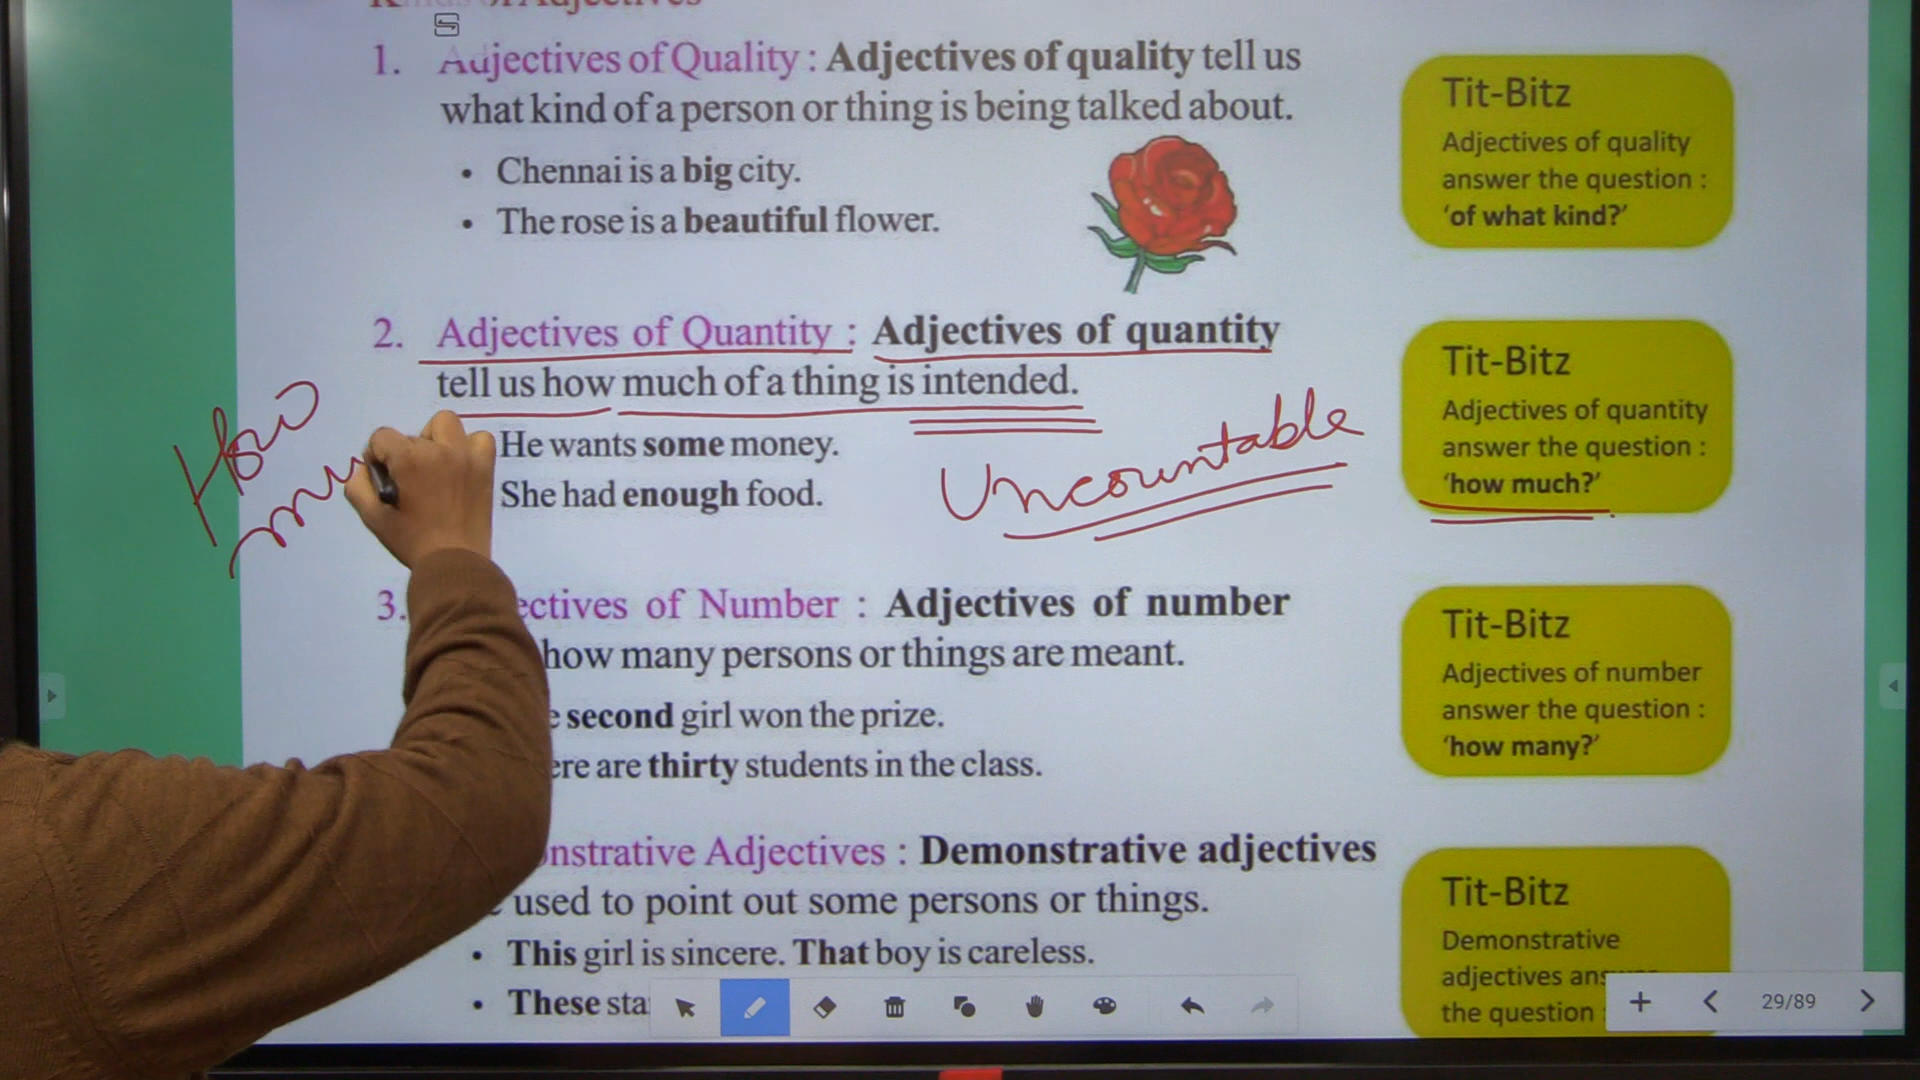 Kinds of Adjectives
1. Adjectives of Quality : Adjectives of quality tell us
what kind of a person or thing is being talked about.
• Chennai is a big city.
• The rose is a beautiful flower.
Tit-Bitz
Adjectives of quality
answer the question :
‘of what kind?’
2. Adjectives of Quantity : Adjectives of quantity
tell us how much of a thing is intended.
He wants some money.
She had enough food.
How
Uncountable
Tit-Bitz
Adjectives of quantity
answer the question :
‘how much?’
3. ectives of Number : Adjectives of number
how many persons or things are meant.
e second girl won the prize.
ere are thirty students in the class.
Tit-Bitz
Adjectives of number
answer the question :
‘how many?’
nstrative Adjectives : Demonstrative adjectives
used to point out some persons or things.
• This girl is sincere. That boy is careless.
• These sta
Tit-Bitz
Demonstrative
adjectives ans
the question :
29/89